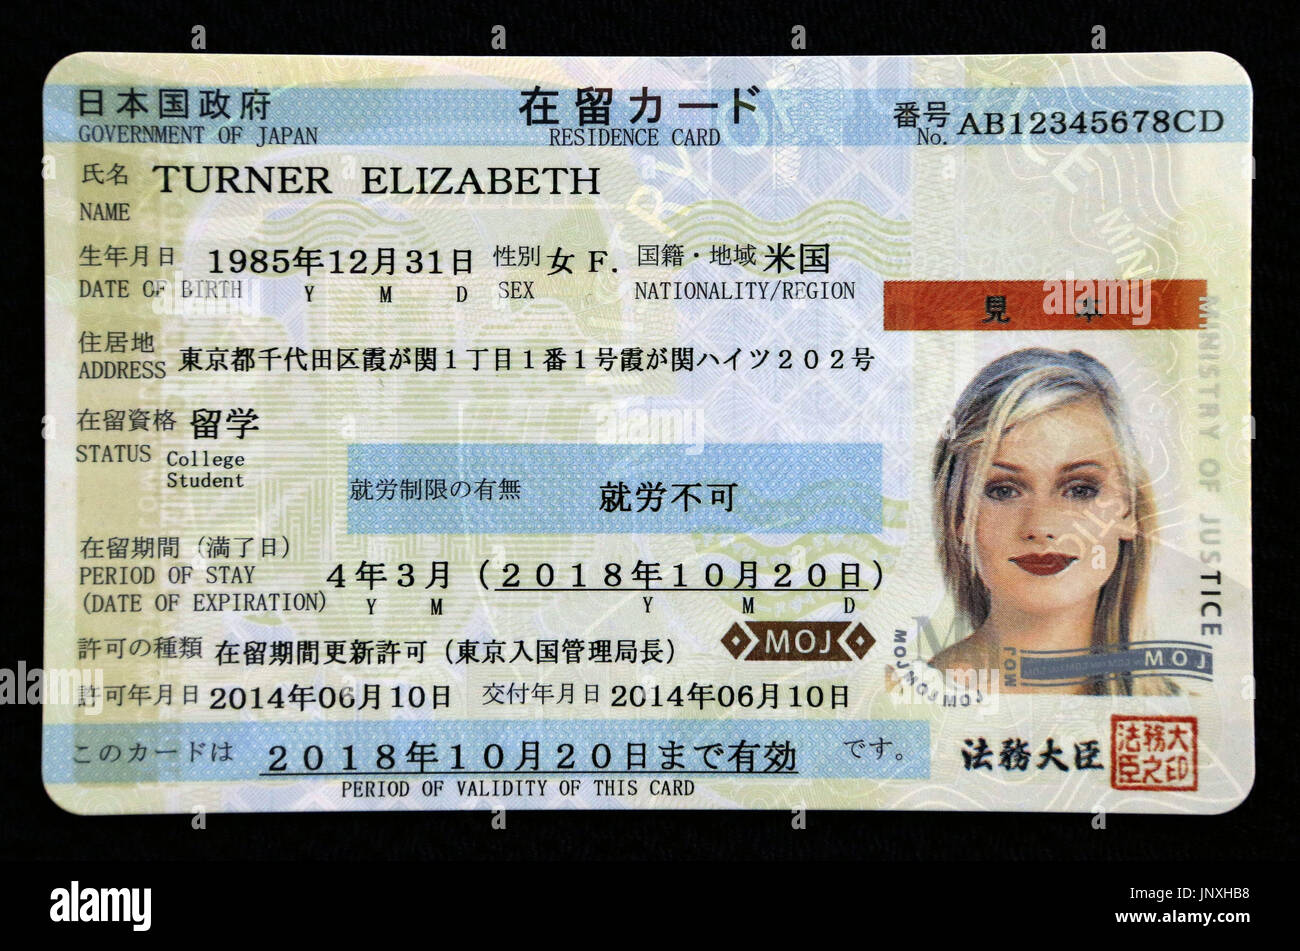 日本国政府 在留カード 番号 AB12345678CD
GOVERNMENT OF JAPAN RESIDENCE CARD No.
氏名 TURNER ELIZABETH
NAME
生年月日 1985年12月31日 性別 女 F. 国籍・地域 米国
DATE OF BIRTH Y M D SEX NATIONALITY/REGION
見 本
住居地 東京都千代田区霞が関1丁目1番1号霞が関ハイツ202号
ADDRESS
在留資格 留学
STATUS College
Student
就労制限の有無 就労不可
在留期間(満了日)
PERIOD OF STAY 4年3月(2018年10月20日)
(DATE OF EXPIRATION) Y M Y M D
許可の種類 在留期間更新許可(東京入国管理局長)
MOJ
許可年月日 2014年06月10日 交付年月日 2014年06月10日
このカードは 2018年10月20日まで有効 です。
PERIOD OF VALIDITY OF THIS CARD
法務大臣
法務大臣之印
MINISTRY OF JUSTICE
MOJ
alamy
Image ID: JNXHB8
www.alamy.com